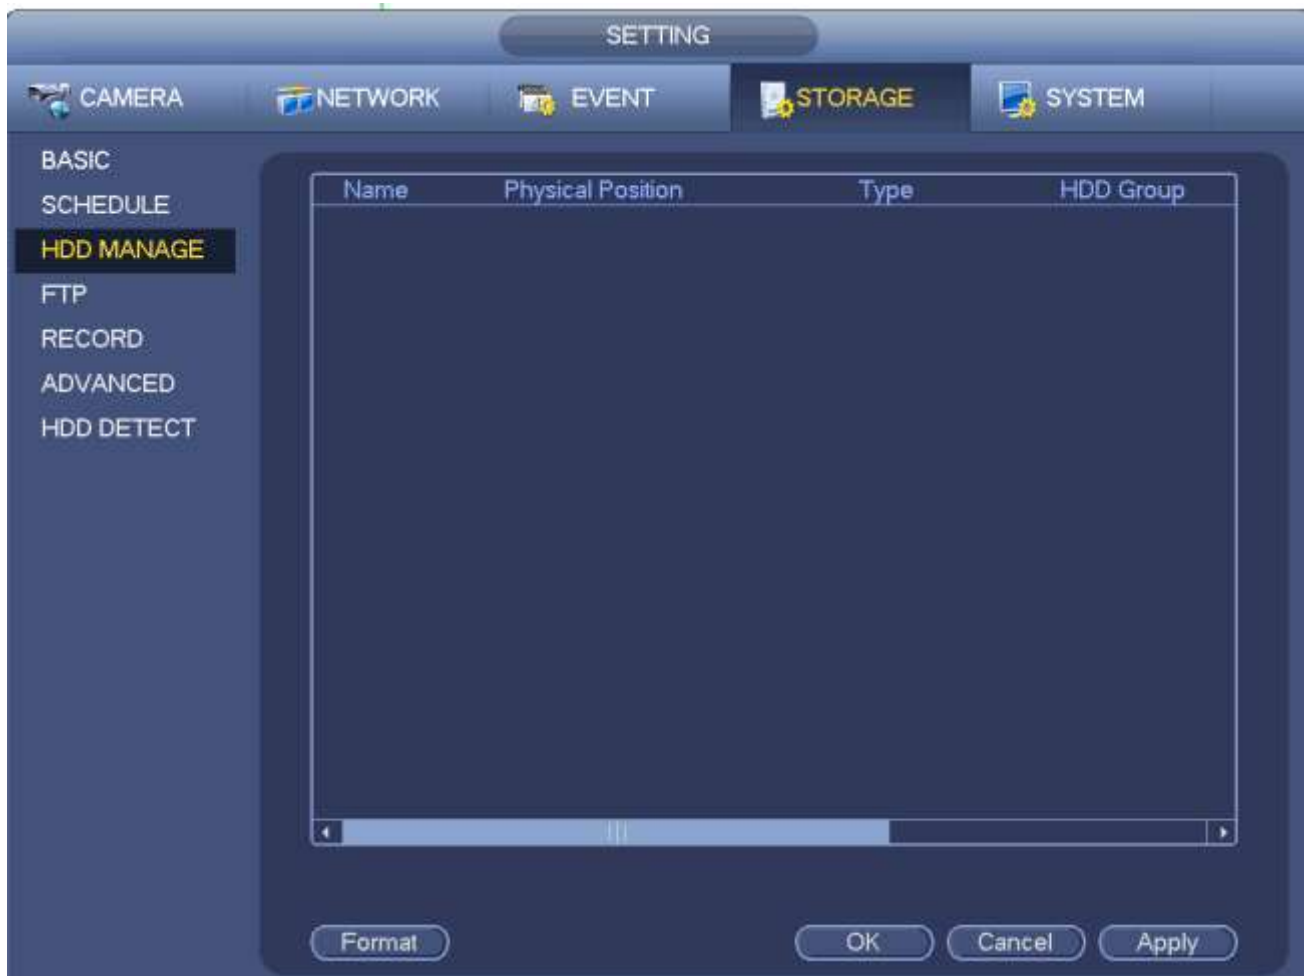 SETTING
CAMERA NETWORK EVENT STORAGE SYSTEM
BASIC
SCHEDULE
HDD MANAGE
FTP
RECORD
ADVANCED
HDD DETECT
Name Physical Position Type HDD Group
Format OK Cancel Apply